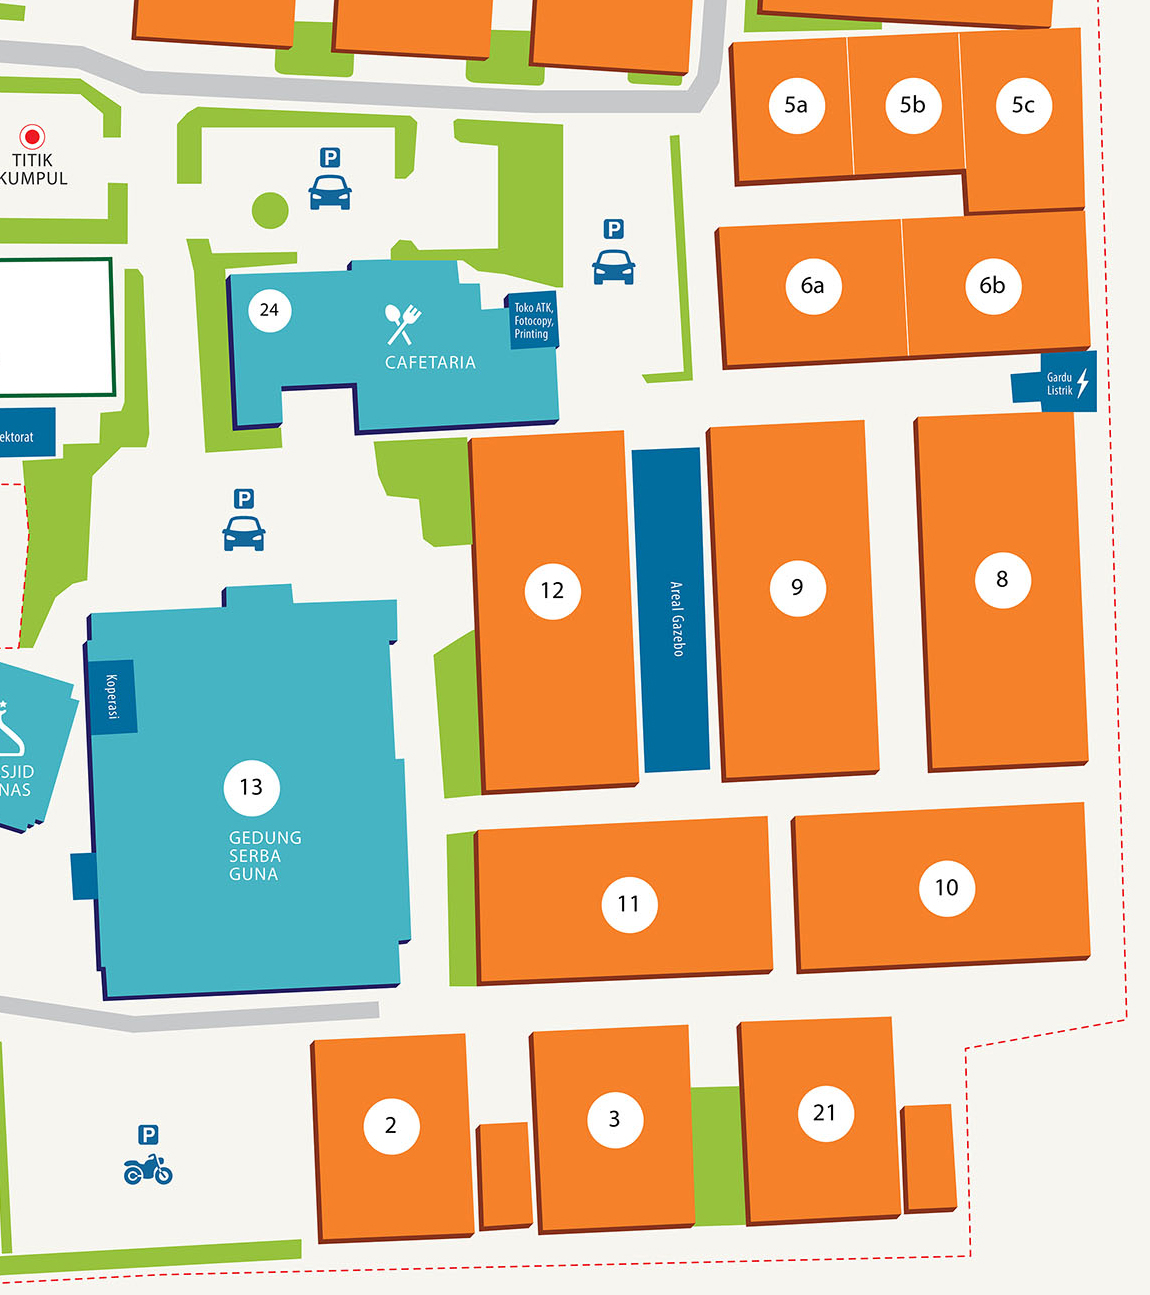 5a
5b
5c
TITIK
KUMPUL
P
P
6a
6b
24
Toko ATK,
Fotocopy,
Printing
CAFETARIA
Gardu
Listrik
ektorat
P
12
Areal Gazebo
9
8
Koperasi
SJID
NAS
13
GEDUNG
SERBA
GUNA
11
10
2
3
21
P